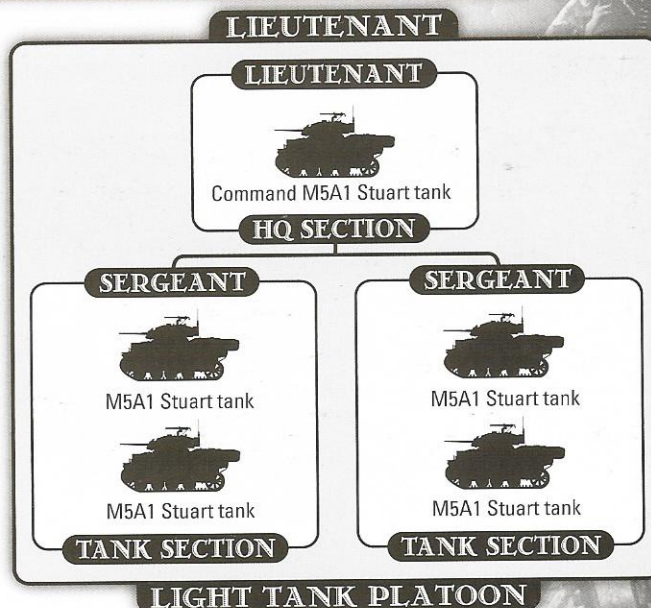 LIEUTENANT
LIEUTENANT
Command M5A1 Stuart tank
HQ SECTION
SERGEANT
M5A1 Stuart tank
M5A1 Stuart tank
TANK SECTION
SERGEANT
M5A1 Stuart tank
M5A1 Stuart tank
TANK SECTION
LIGHT TANK PLATOON